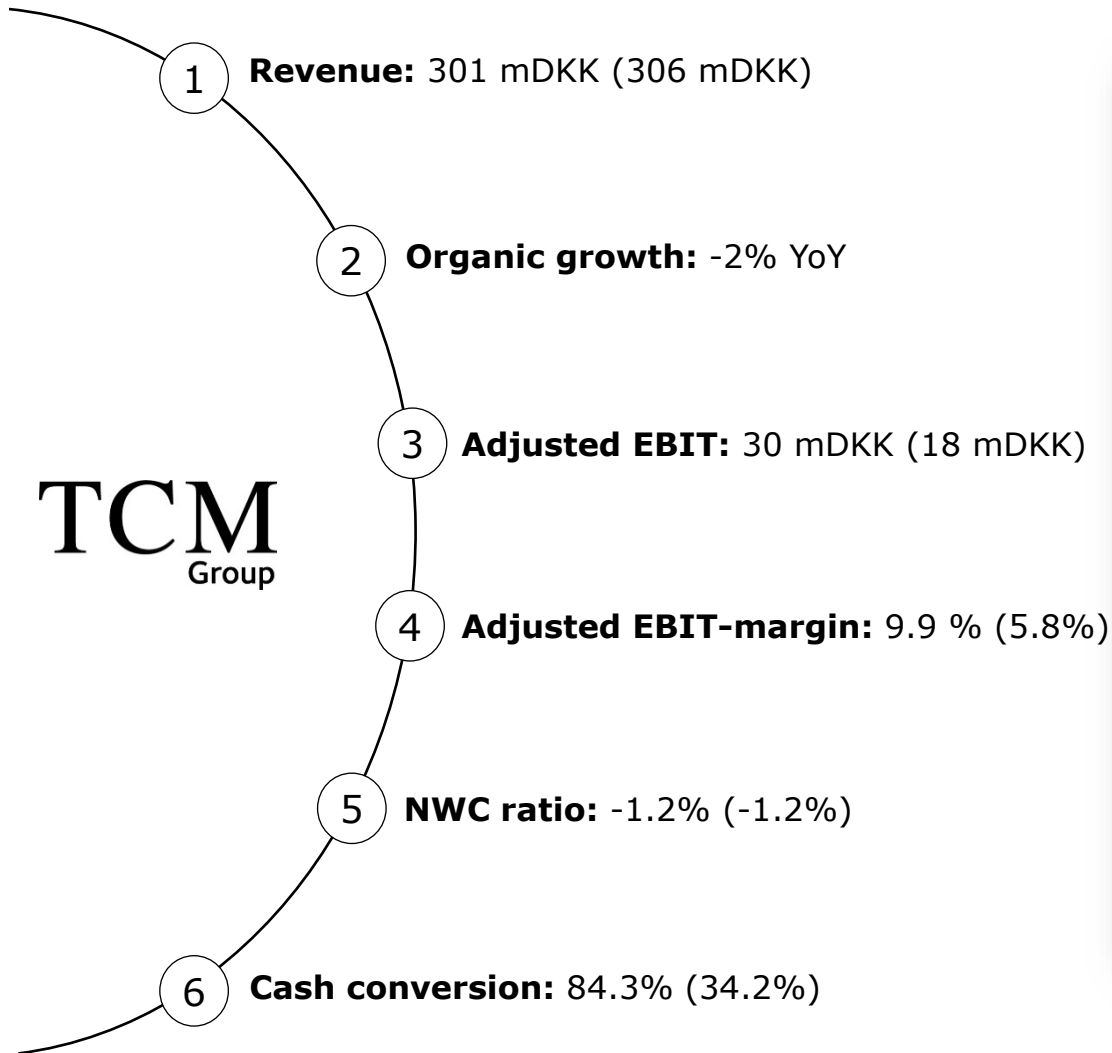 1 Revenue: 301 mDKK (306 mDKK)
2 Organic growth: -2% YoY
3 Adjusted EBIT: 30 mDKK (18 mDKK)
TCM
Group
4 Adjusted EBIT-margin: 9.9 % (5.8%)
5 NWC ratio: -1.2% (-1.2%)
6 Cash conversion: 84.3% (34.2%)